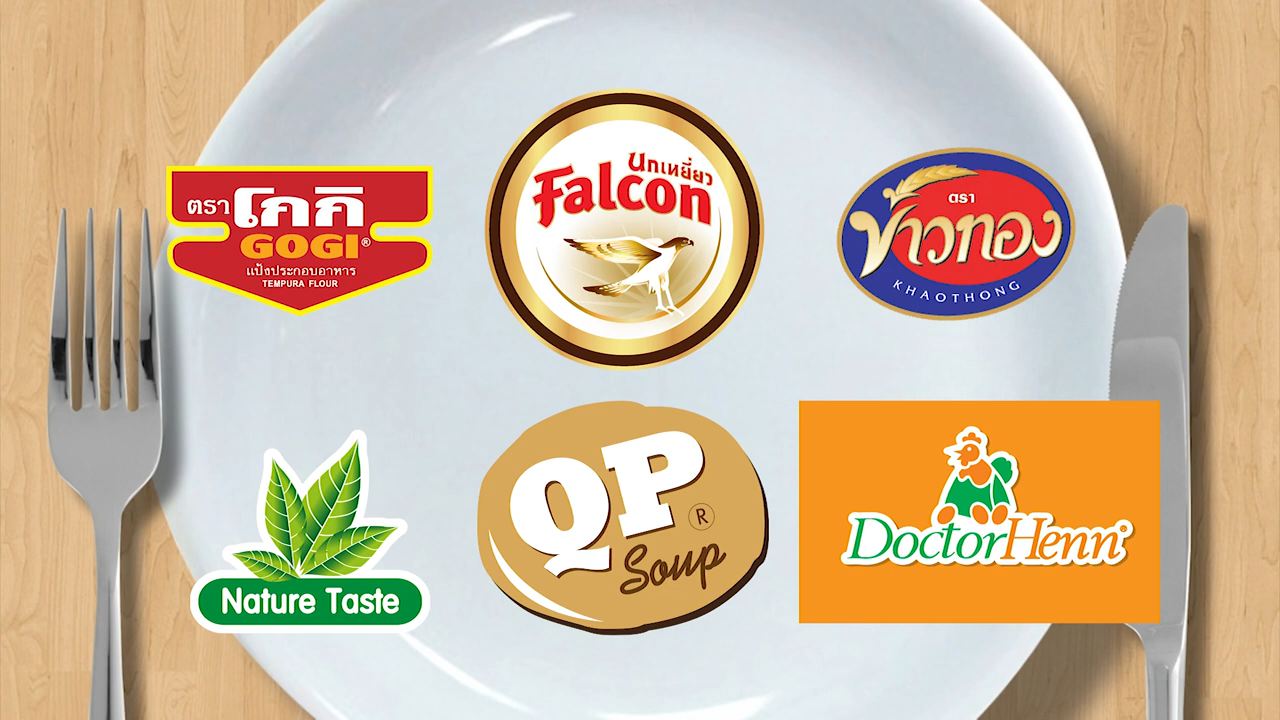 ตรา โกกิ
GOGI®
แป้งประกอบอาหาร
TEMPURA FLOUR
นกเหยี่ยว
Falcon
ตรา
ข้าวทอง
KHAOTHONG
Nature Taste
QP ®
Soup
DoctorHenn